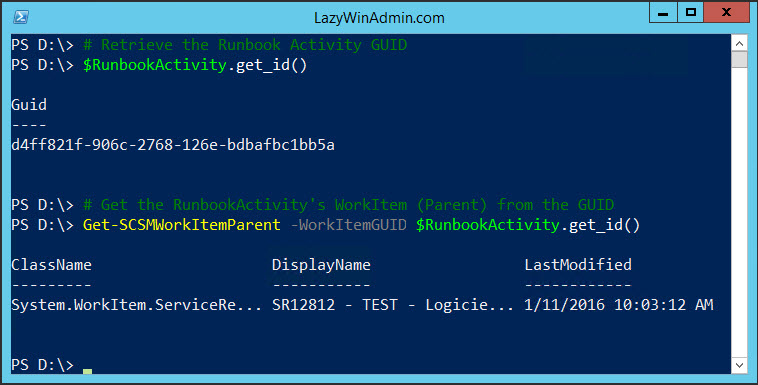 LazyWinAdmin.com
PS D:\> # Retrieve the Runbook Activity GUID
PS D:\> $RunbookActivity.get_id()
Guid
----
d4ff821f-906c-2768-126e-bdbafbc1bb5a
PS D:\> # Get the RunbookActivity's WorkItem (Parent) from the GUID
PS D:\> Get-SCSMWorkItemParent -WorkItemGUID $RunbookActivity.get_id()
ClassName DisplayName LastModified
--------- ----------- ------------
System.WorkItem.ServiceRe... SR12812 - TEST - Logicie... 1/11/2016 10:03:12 AM
PS D:\>